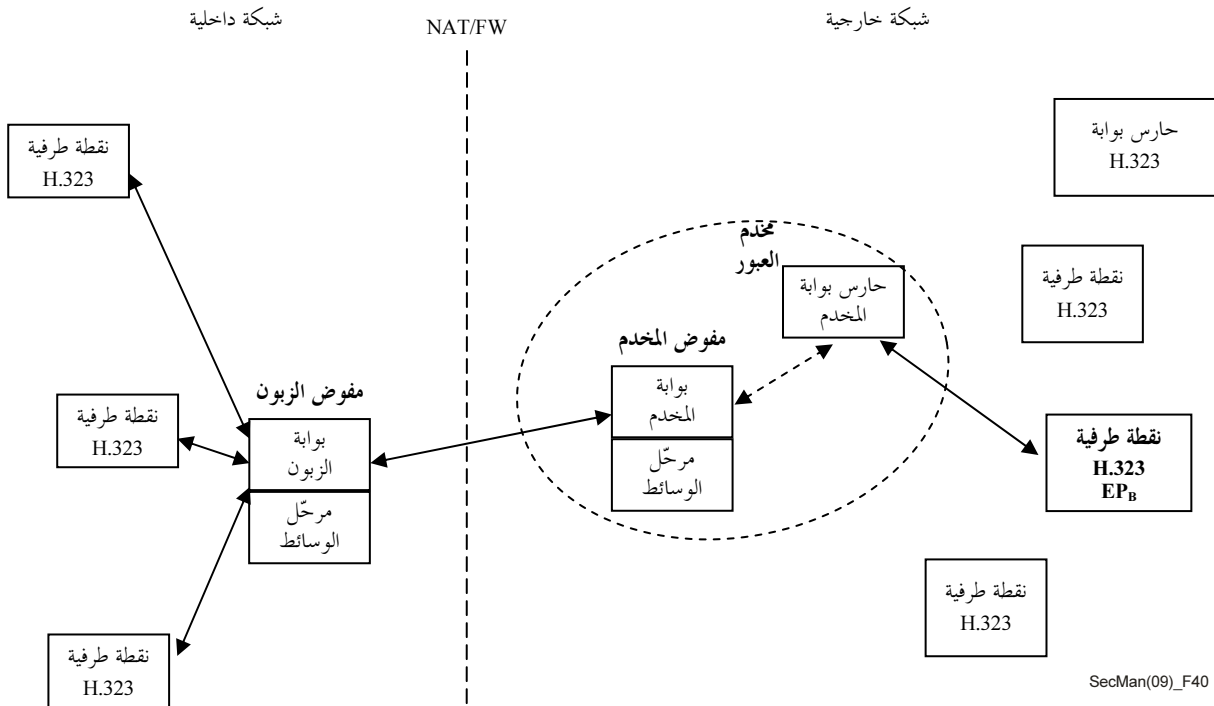 شبكة خارجية
NAT/FW
شبكة داخلية
حارس بوابة
H.323
نقطة طرفية
H.323
نقطة طرفية
H.323
مخدم
العبور
حارس بوابة
المخدم
مفوض المخدم
بوابة
المخدم
مرحّل
الوسائط
مفوض الزبون
بوابة
الزبون
مرحّل
الوسائط
نقطة طرفية
H.323
نقطة طرفية
H.323
EPB
نقطة طرفية
H.323
نقطة طرفية
H.323
SecMan(09)_F40